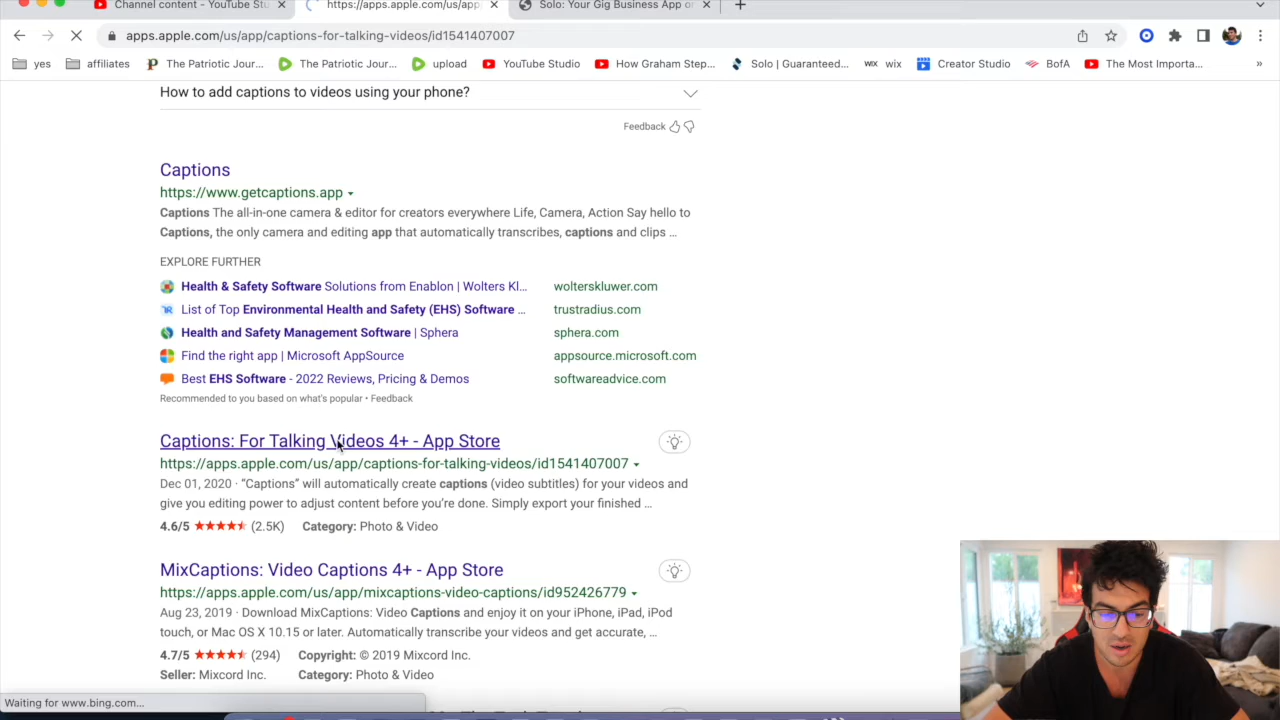 Channel content - YouTube Stu
https://apps.apple.com/us/app
Solo: Your Gig Business App or
apps.apple.com/us/app/captions-for-talking-videos/id1541407007
yes
affiliates
The Patriotic Jour...
The Patriotic Jour...
upload
YouTube Studio
How Graham Step...
Solo | Guaranteed...
WIX wix
Creator Studio
BofA
The Most Importa...
»
How to add captions to videos using your phone?
Feedback
Captions
https://www.getcaptions.app
Captions The all-in-one camera & editor for creators everywhere Life, Camera, Action Say hello to
Captions, the only camera and editing app that automatically transcribes, captions and clips ...
EXPLORE FURTHER
Health & Safety Software Solutions from Enablon | Wolters Kl... wolterskluwer.com
List of Top Environmental Health and Safety (EHS) Software ... trustradius.com
Health and Safety Management Software | Sphera sphera.com
Find the right app | Microsoft AppSource appsource.microsoft.com
Best EHS Software - 2022 Reviews, Pricing & Demos softwareadvice.com
Recommended to you based on what's popular • Feedback
Captions: For Talking Videos 4+ - App Store
https://apps.apple.com/us/app/captions-for-talking-videos/id1541407007
Dec 01, 2020 · “Captions” will automatically create captions (video subtitles) for your videos and
give you editing power to adjust content before you’re done. Simply export your finished ...
4.6/5 ★★★★★ (2.5K) Category: Photo & Video
MixCaptions: Video Captions 4+ - App Store
https://apps.apple.com/us/app/mixcaptions-video-captions/id952426779
Aug 23, 2019 · Download MixCaptions: Video Captions and enjoy it on your iPhone, iPad, iPod
touch, or Mac OS X 10.15 or later. Automatically transcribe your videos and get accurate, ...
4.7/5 ★★★★★ (294) Copyright: © 2019 Mixcord Inc.
Seller: Mixcord Inc. Category: Photo & Video
Waiting for www.bing.com...